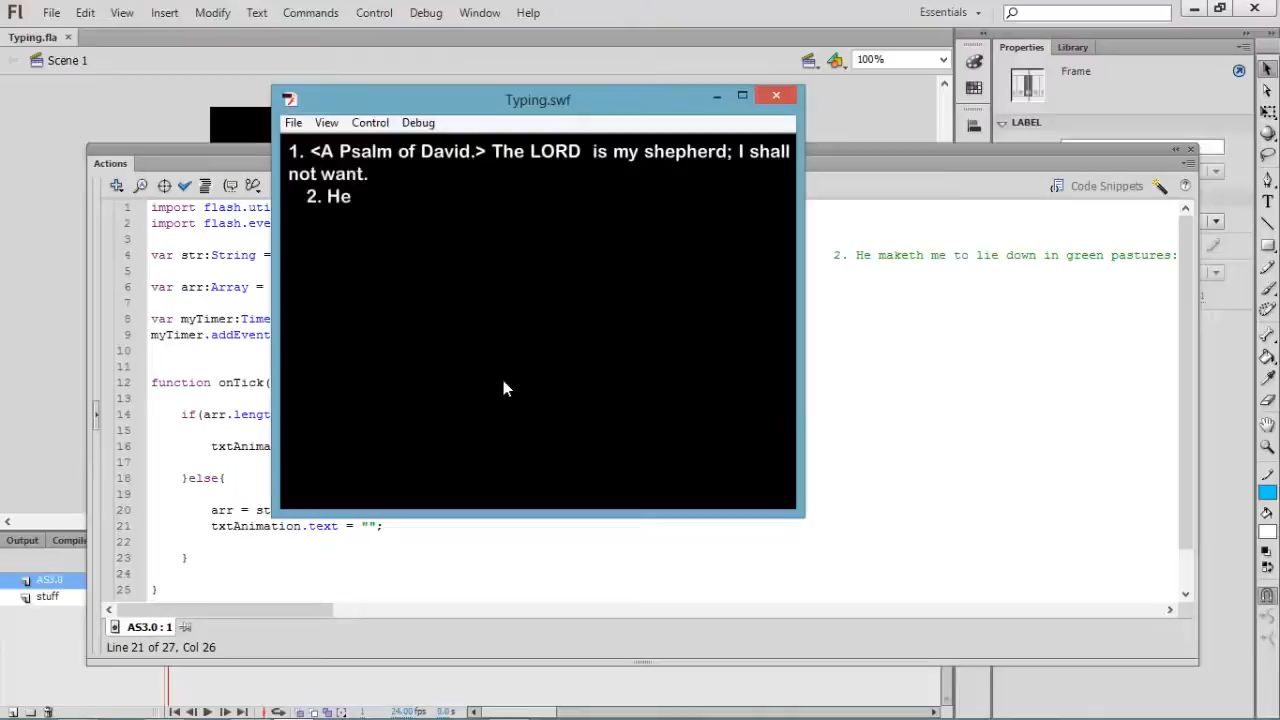 Fl File Edit View Insert Modify Text Commands Control Debug Window Help Essentials
Typing.fla ×
Scene 1 100%
Properties Library
Frame
LABEL
Typing.swf
File View Control Debug
1. <A Psalm of David.> The LORD is my shepherd; I shall
not want.
2. He
Actions
Code Snippets
1 import flash.uti
2 import flash.eve
3
4 var str:String = 2. He maketh me to lie down in green pastures:
5
6 var arr:Array =
7
8 var myTimer:Time
9 myTimer.addEvent
10
11
12 function onTick(
13
14 if(arr.lengt
15
16 txtAnima
17
18 }else{
19
20 arr = st
21 txtAnimation.text = "";
22
23 }
24
25 }
Output Compile
AS3.0
stuff
AS3.0 : 1
Line 21 of 27, Col 26
24.00 fps 0.0 s